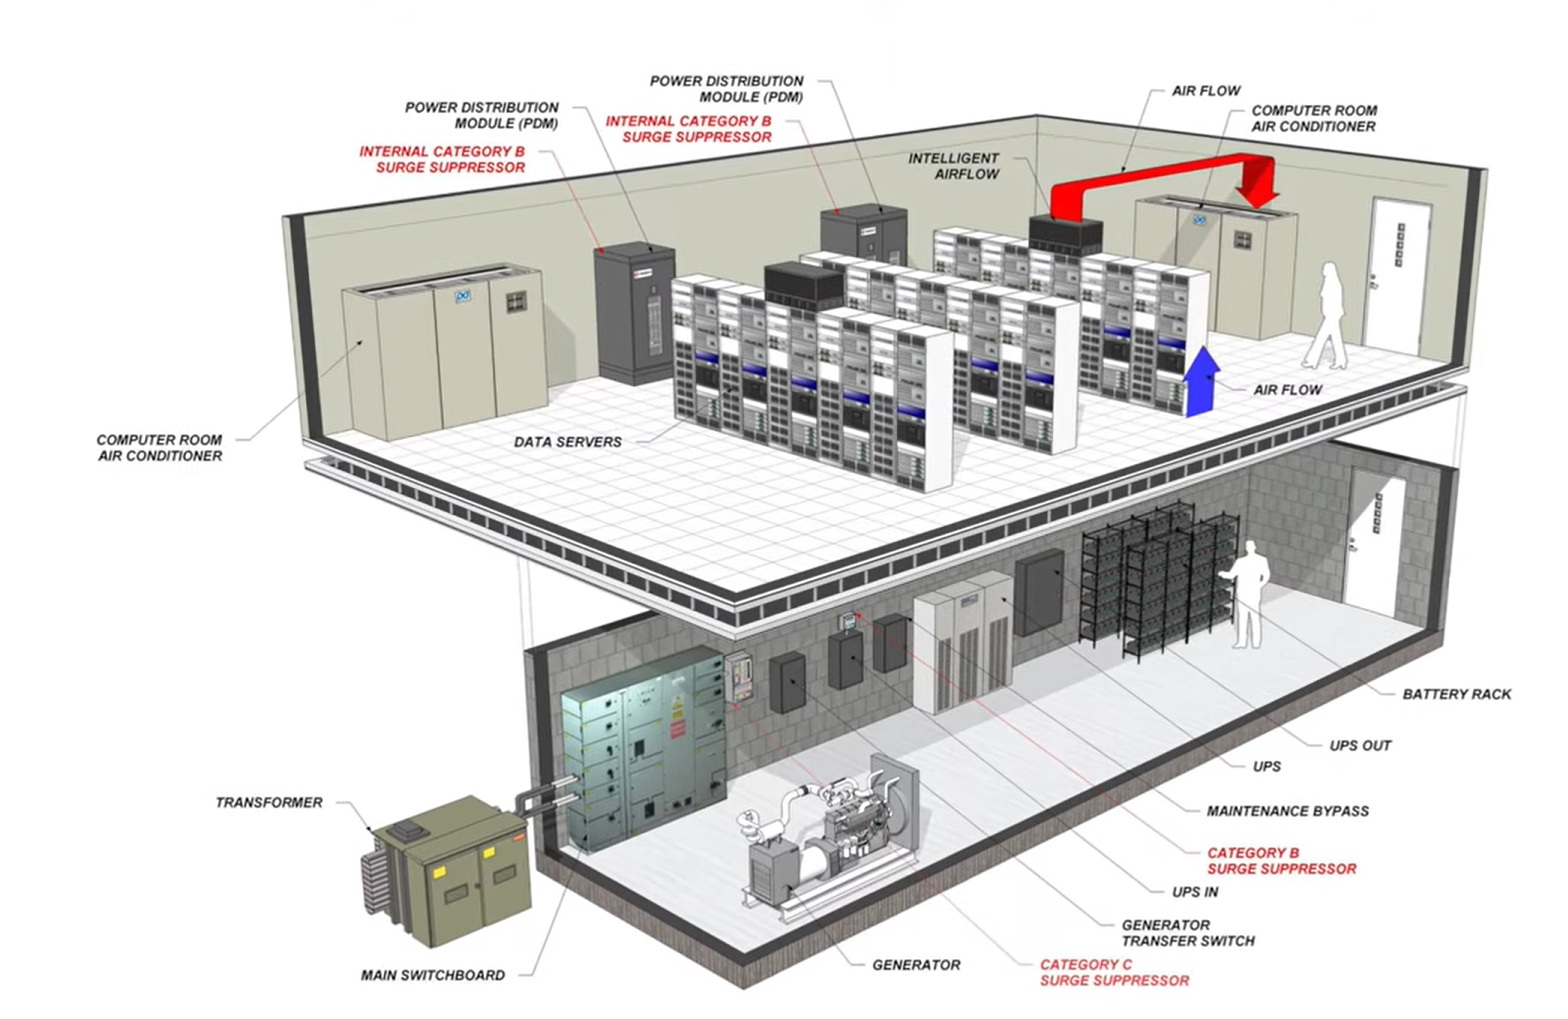 POWER DISTRIBUTION
MODULE (PDM)
INTERNAL CATEGORY B
SURGE SUPPRESSOR
POWER DISTRIBUTION
MODULE (PDM)
INTERNAL CATEGORY B
SURGE SUPPRESSOR
INTELLIGENT
AIRFLOW
AIR FLOW
COMPUTER ROOM
AIR CONDITIONER
AIR FLOW
DATA SERVERS
COMPUTER ROOM
AIR CONDITIONER
BATTERY RACK
UPS OUT
UPS
MAINTENANCE BYPASS
CATEGORY B
SURGE SUPPRESSOR
UPS IN
GENERATOR
TRANSFER SWITCH
CATEGORY C
SURGE SUPPRESSOR
GENERATOR
TRANSFORMER
MAIN SWITCHBOARD